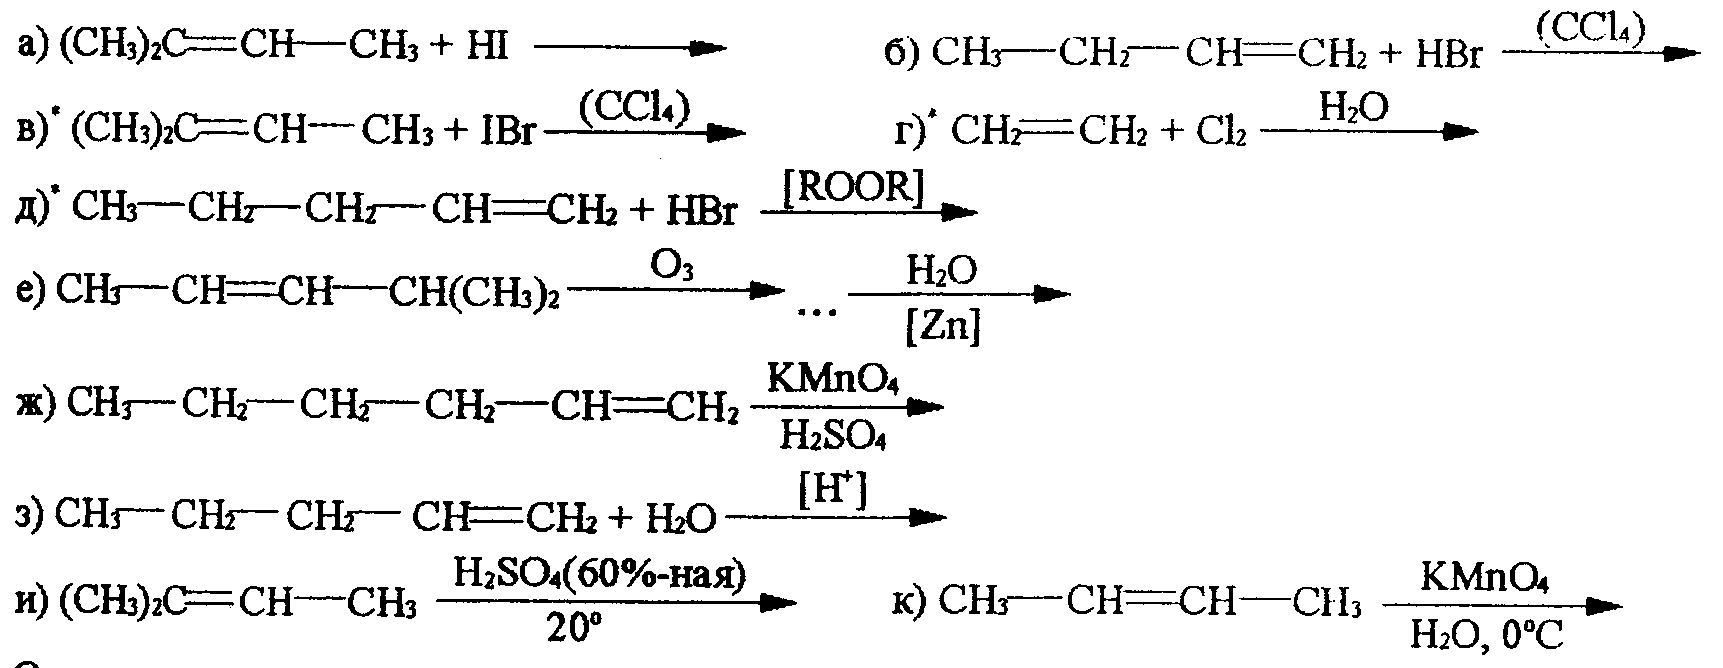 а) (CH₃)₂C=CH—CH₃ + HI ⟶ б) CH₃—CH₂—CH=CH₂ + HBr (CCl₄) ⟶
в)* (CH₃)₂C=CH—CH₃ + IBr (CCl₄) ⟶ г)* CH₂=CH₂ + Cl₂ H₂O ⟶
д)* CH₃—CH₂—CH₂—CH=CH₂ + HBr [ROOR] ⟶
е) CH₃—CH=CH—CH(CH₃)₂ O₃ ⟶ ... H₂O ⟶ [Zn]
ж) CH₃—CH₂—CH₂—CH₂—CH=CH₂ KMnO₄ ⟶ H₂SO₄
з) CH₃—CH₂—CH₂—CH=CH₂ + H₂O [H⁺] ⟶
и) (CH₃)₂C=CH—CH₃ H₂SO₄(60%-ная) ⟶ 20° к) CH₃—CH=CH—CH₃ KMnO₄ ⟶ H₂O, 0°C